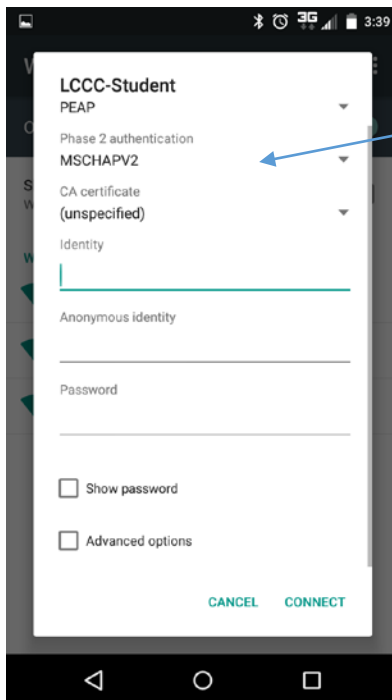 3G 3:39
W
LCCC-Student
PEAP
O
Phase 2 authentication
MSCHAPV2
S
CA certificate
W
(unspecified)
Identity
W
Anonymous identity
Password
Show password
Advanced options
CANCEL CONNECT